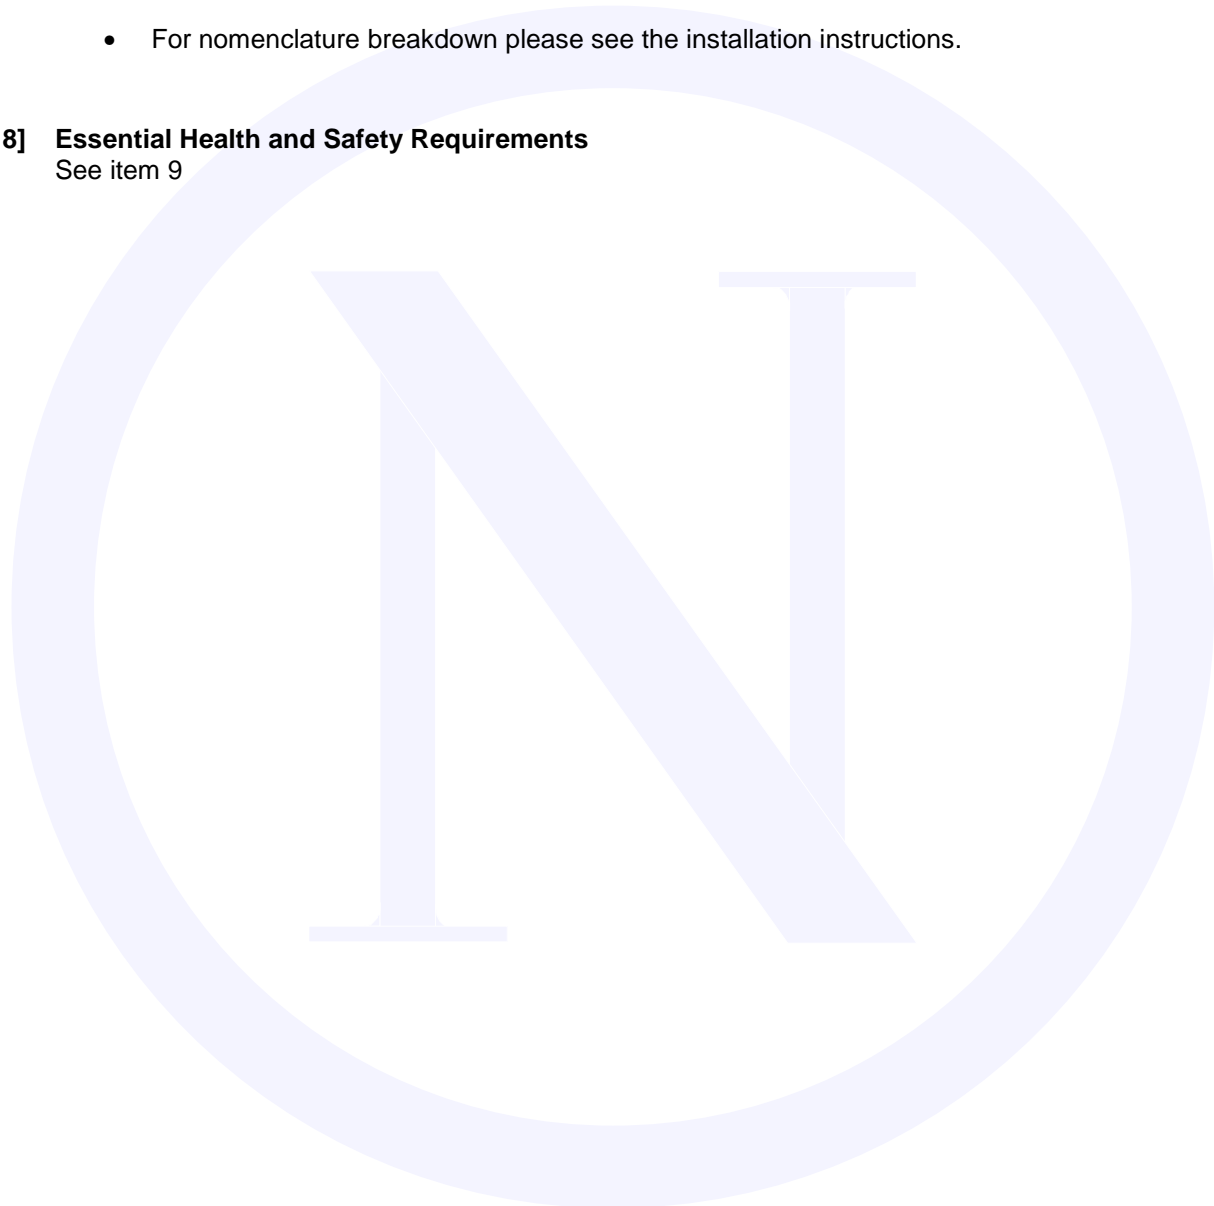 • For nomenclature breakdown please see the installation instructions.
8] Essential Health and Safety Requirements
See item 9
N